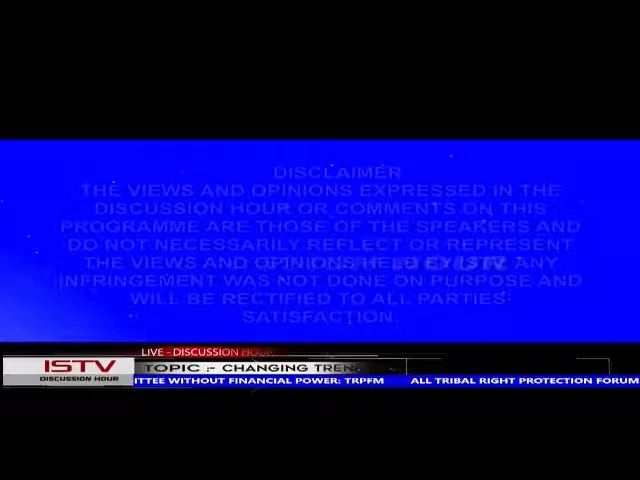 DISCLAIMER
THE VIEWS AND OPINIONS EXPRESSED IN THE
DISCUSSION HOUR OR COMMENTS ON THIS
PROGRAMME ARE THOSE OF THE SPEAKERS AND
DO NOT NECESSARILY REFLECT OR REPRESENT
THE VIEWS AND OPINIONS HELD BY ISTV. ANY
INFRINGEMENT WAS NOT DONE ON PURPOSE AND
WILL BE RECTIFIED TO ALL PARTIES'
SATISFACTION.
LIVE - DISCUSSION HOUR
ISTV
DISCUSSION HOUR
TOPIC :- CHANGING TREN
ITTEE WITHOUT FINANCIAL POWER: TRPFM ALL TRIBAL RIGHT PROTECTION FORUM